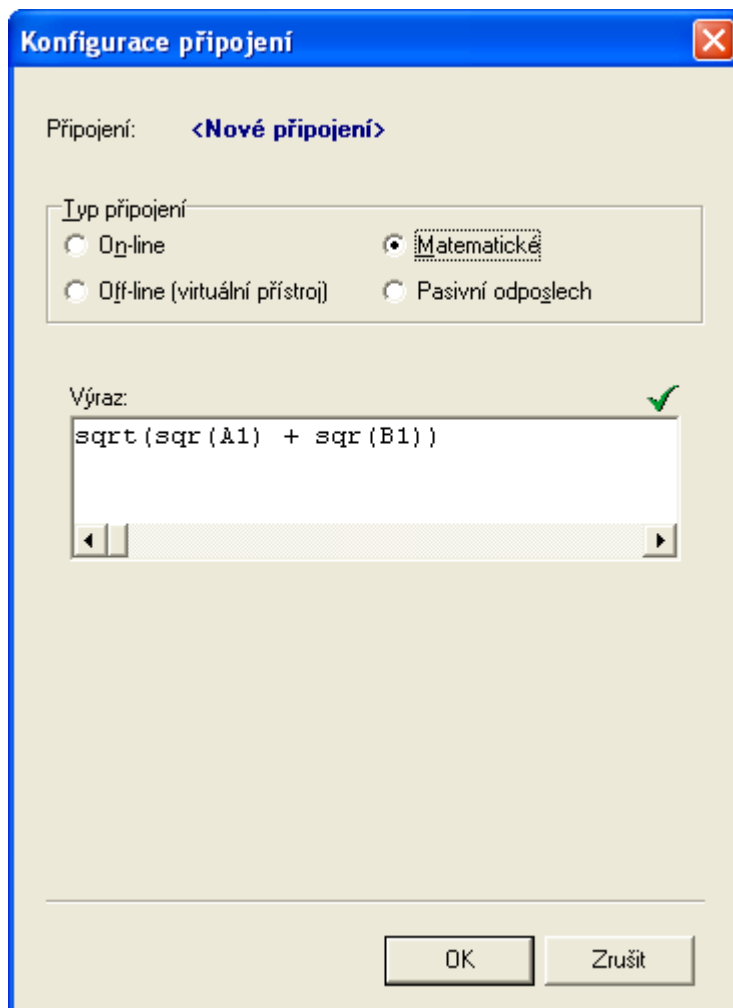 Konfigurace připojení
Připojení: <Nové připojení>
Typ připojení
On-line Matematické
Off-line (virtuální přístroj) Pasivní odposlech
Výraz:
sqrt(sqr(A1) + sqr(B1))
OK Zrušit